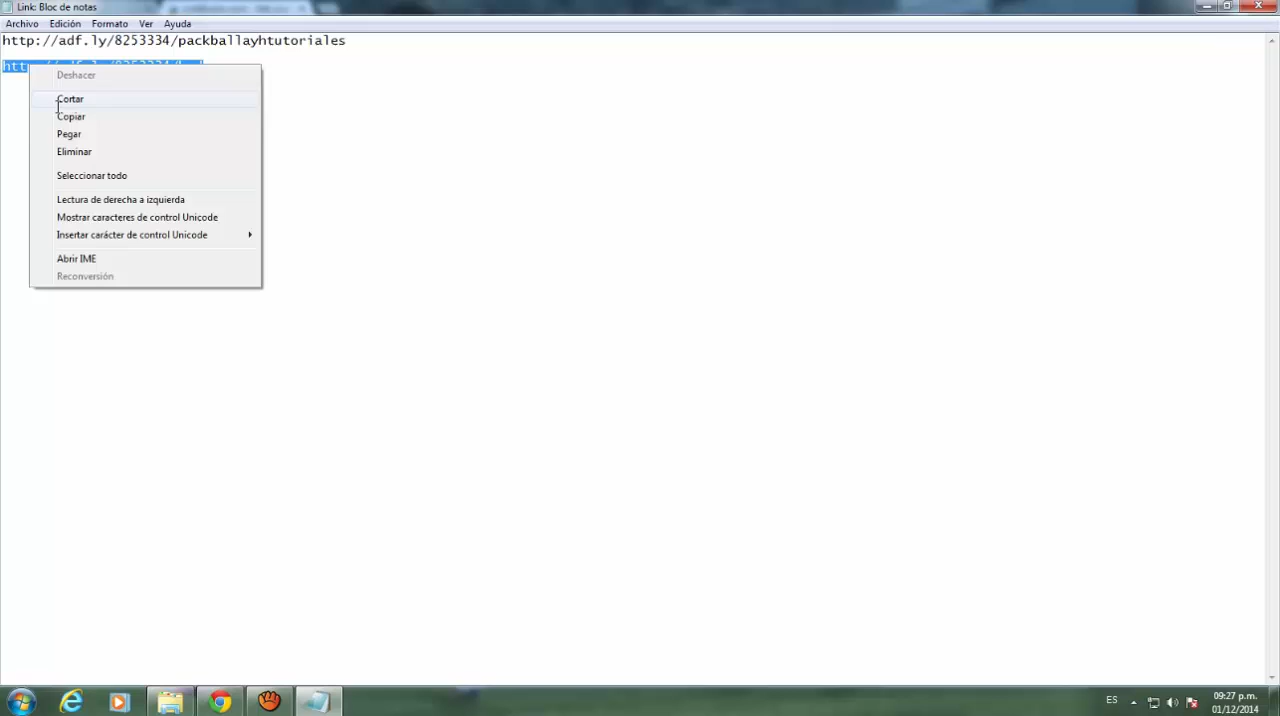 Link: Bloc de notas
Archivo Edición Formato Ver Ayuda
http://adf.ly/8253334/packballayhtutoriales
Deshacer
Cortar
Copiar
Pegar
Eliminar
Seleccionar todo
Lectura de derecha a izquierda
Mostrar caracteres de control Unicode
Insertar carácter de control Unicode
Abrir IME
Reconversión
ES
09:27 p.m.
01/12/2014